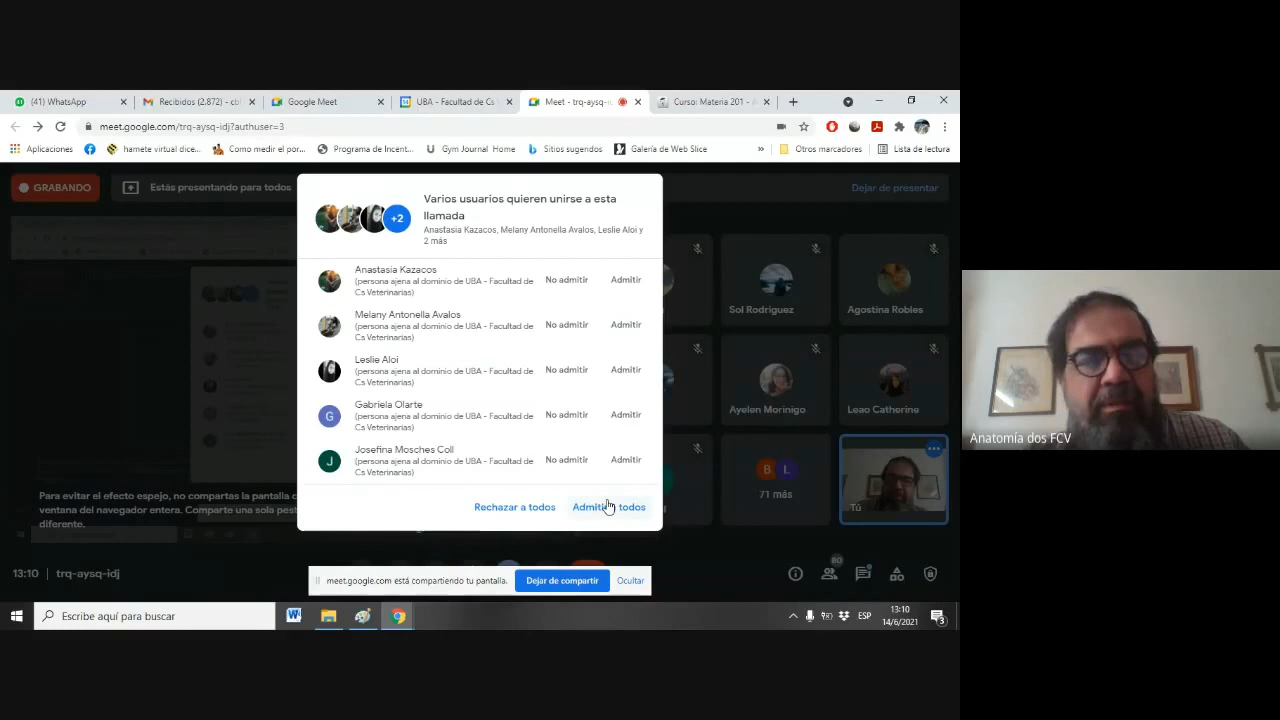 (41) WhatsApp
Recibidos (2.872) - cbl
Google Meet
UBA - Facultad de Cs V
Meet - trq-aysq-id
Curso: Materia 201 - A
meet.google.com/trq-aysq-idj?authuser=3
Aplicaciones
hamete virtual dice...
Como medir el por...
Programa de Incent...
Gym Journal Home
Sitios sugendos
Galería de Web Slice
»
Otros marcadores
Lista de lectura
GRABANDO
Estás presentando para todos
Dejar de presentar
Varios usuarios quieren unirse a esta
llamada
+2
Anastasia Kazacos, Melany Antonella Avalos, Leslie Aloi y
2 más
Anastasia Kazacos
(persona ajena al dominio de UBA - Facultad de
Cs Veterinarias)
No admitir
Admitir
Melany Antonella Avalos
(persona ajena al dominio de UBA - Facultad de
Cs Veterinarias)
No admitir
Admitir
Leslie Aloi
(persona ajena al dominio de UBA - Facultad de
Cs Veterinarias)
No admitir
Admitir
G
Gabriela Olarte
(persona ajena al dominio de UBA - Facultad de
Cs Veterinarias)
No admitir
Admitir
J
Josefina Mosches Coll
(persona ajena al dominio de UBA - Facultad de
Cs Veterinarias)
No admitir
Admitir
Rechazar a todos
Admitir todos
Sol Rodriguez
Agostina Robles
Ayelen Morinigo
Leao Catherine
B L
71 más
Tú
Para evitar el efecto espejo, no compartas la pantalla c
ventana del navegador entera. Comparte una sola pest
diferente.
13:10 | trq-aysq-idj
80
meet.google.com está compartiendo tu pantalla.
Dejar de compartir
Ocultar
Escribe aquí para buscar
ESP
13:10
14/6/2021
3
Anatomía dos FCV